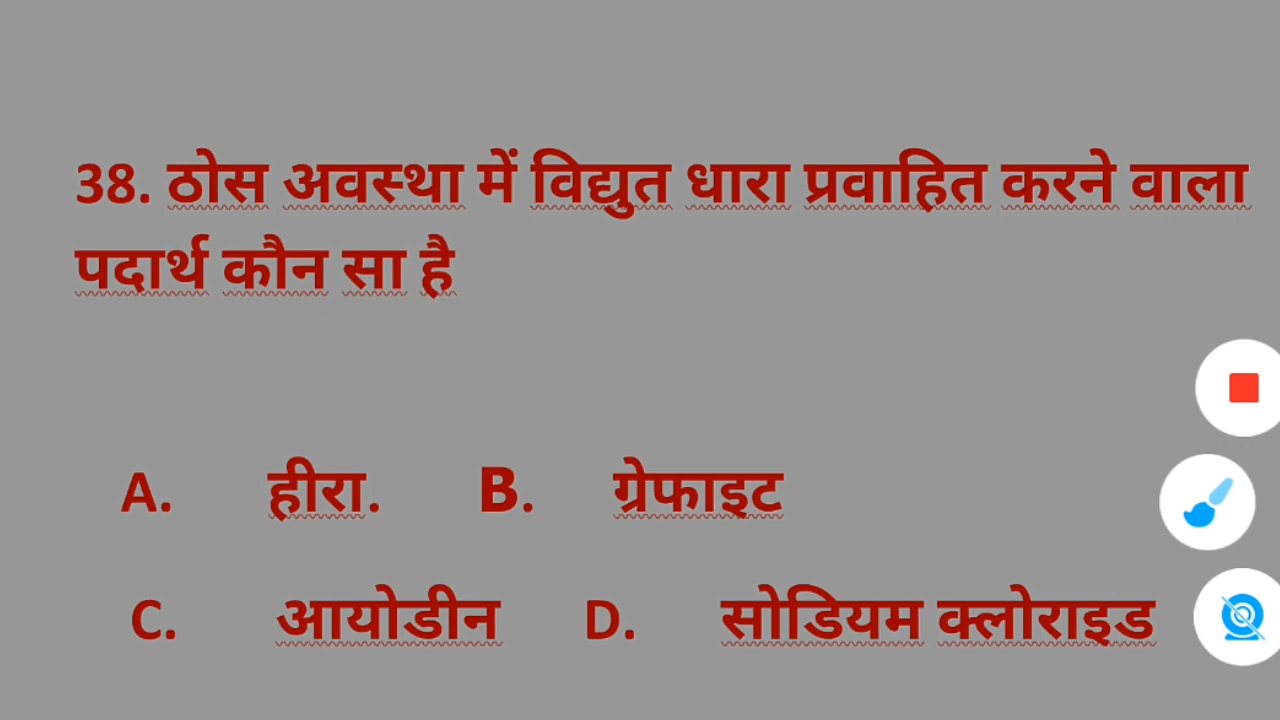 38. ठोस अवस्था में विद्युत धारा प्रवाहित करने वाला
पदार्थ कौन सा है
A. हीरा. B. ग्रेफाइट
C. आयोडीन D. सोडियम क्लोराइड